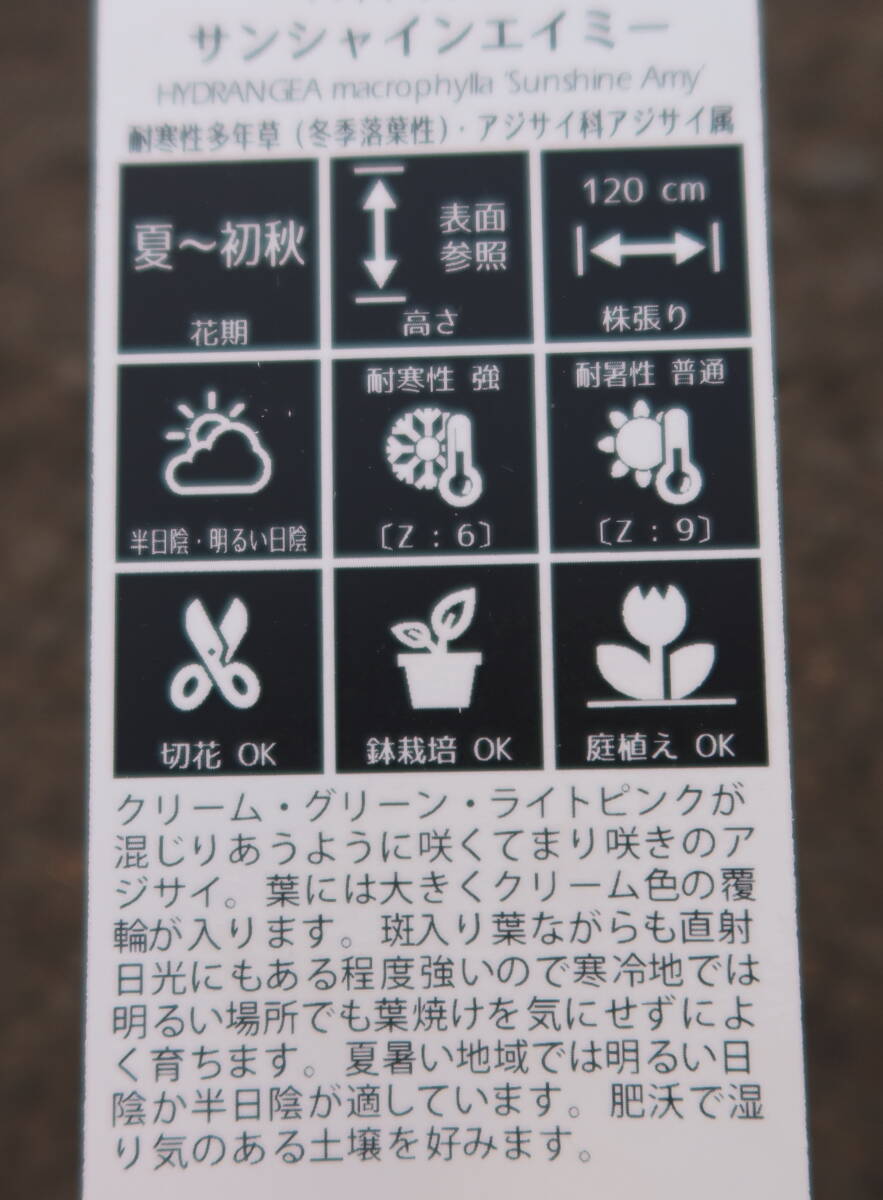 サンシャインエイミー
HYDRANGEA macrophylla 'Sunshine Amy'
耐寒性多年草（冬季落葉性）・アジサイ科アジサイ属
夏～初秋
花期
表面
参照
高さ
120 cm
株張り
半日陰・明るい日陰
耐寒性 強
〔Z：6〕
耐暑性 普通
〔Z：9〕
切花 OK
鉢栽培 OK
庭植え OK
クリーム・グリーン・ライトピンクが
混じりあうように咲くてまり咲きのア
ジサイ。葉には大きくクリーム色の覆
輪が入ります。斑入り葉ながらも直射
日光にもある程度強いので寒冷地では
明るい場所でも葉焼けを気にせずによ
く育ちます。夏暑い地域では明るい日
陰か半日陰が適しています。肥沃で湿
り気のある土壌を好みます。